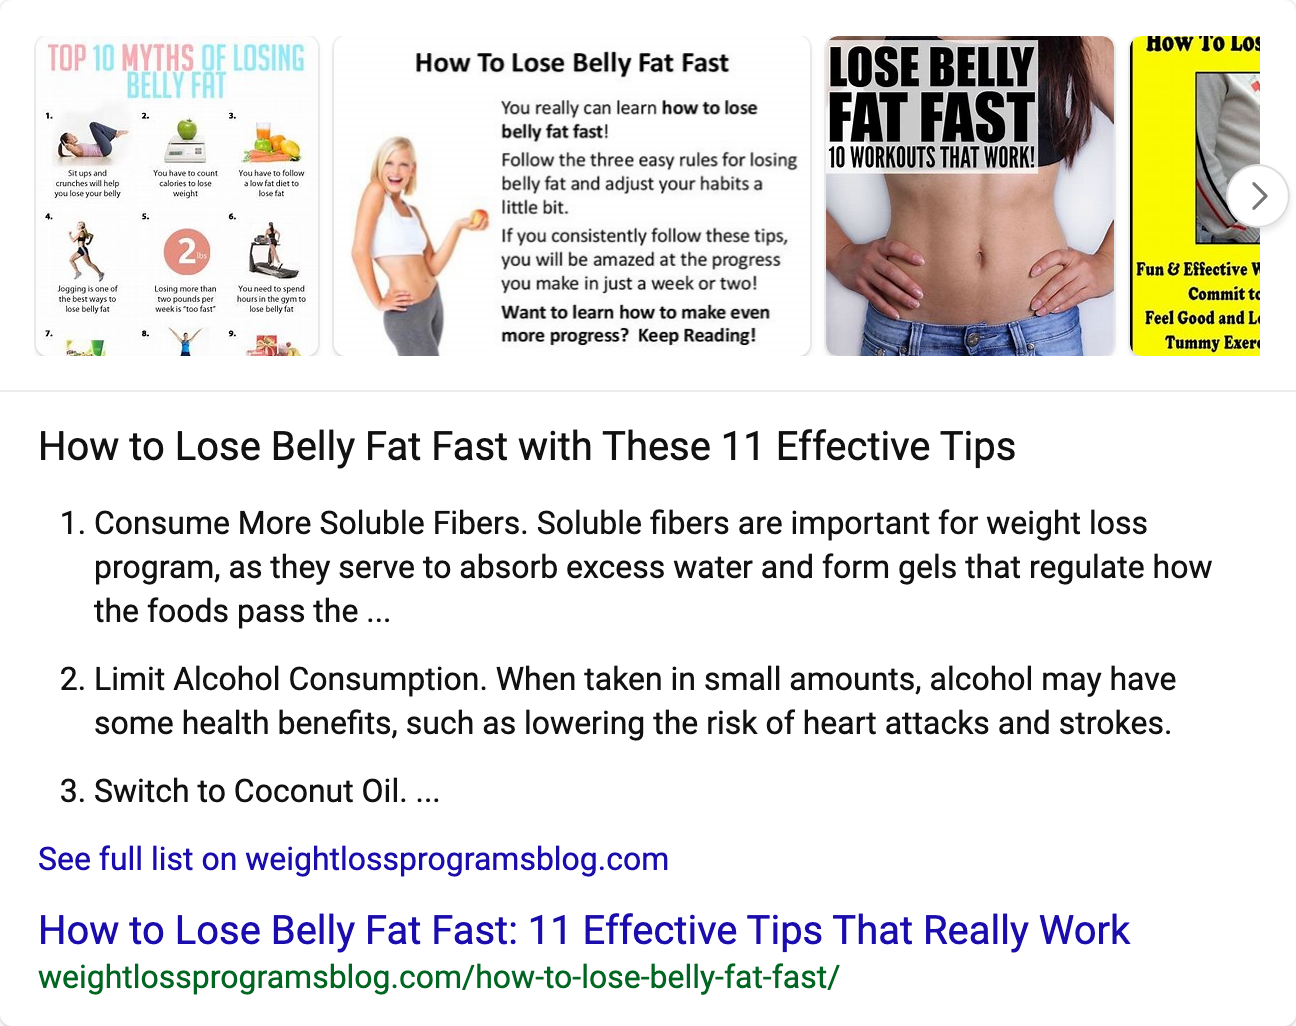 TOP 10 MYTHS OF LOSING
BELLY FAT
1.
2.
3.
Sit ups and
crunches will help
you lose your belly
You have to count
calories to lose
weight
You have to follow
a low fat diet to
lose fat
4.
5.
6.
2 lbs
Jogging is one of
the best ways to
lose belly fat
Losing more than
two pounds per
week is "too fast"
You need to spend
hours in the gym to
lose belly fat
7.
8.
9.
How To Lose Belly Fat Fast
You really can learn how to lose
belly fat fast!
Follow the three easy rules for losing
belly fat and adjust your habits a
little bit.
If you consistently follow these tips,
you will be amazed at the progress
you make in just a week or two!
Want to learn how to make even
more progress? Keep Reading!
LOSE BELLY
FAT FAST
10 WORKOUTS THAT WORK!
How To Los
Fun & Effective W
Commit to
Feel Good and L
Tummy Exer
How to Lose Belly Fat Fast with These 11 Effective Tips
1. Consume More Soluble Fibers. Soluble fibers are important for weight loss
program, as they serve to absorb excess water and form gels that regulate how
the foods pass the ...
2. Limit Alcohol Consumption. When taken in small amounts, alcohol may have
some health benefits, such as lowering the risk of heart attacks and strokes.
3. Switch to Coconut Oil. ...
See full list on weightlossprogramsblog.com
How to Lose Belly Fat Fast: 11 Effective Tips That Really Work
weightlossprogramsblog.com/how-to-lose-belly-fat-fast/